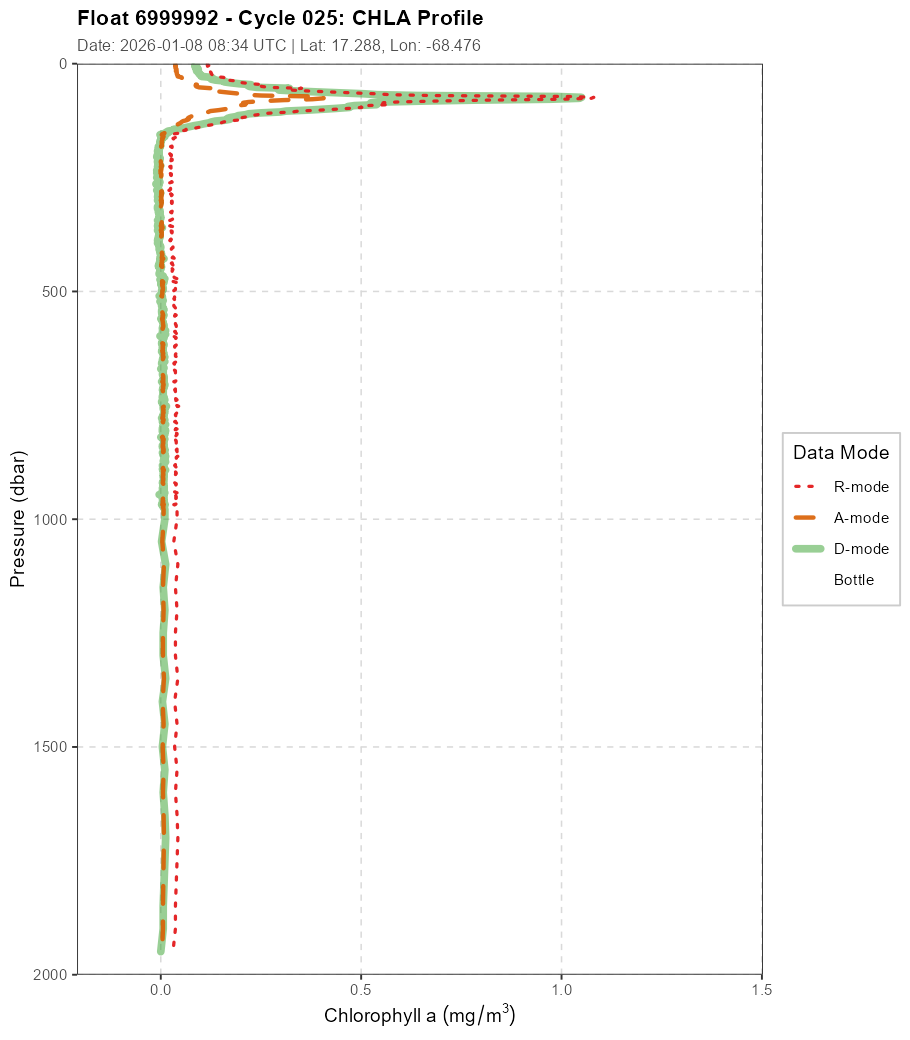 Float 6999992 - Cycle 025: CHLA Profile
Date: 2026-01-08 08:34 UTC | Lat: 17.288, Lon: -68.476
0
500
1000
1500
2000
Pressure (dbar)
0.0 0.5 1.0 1.5
Chlorophyll a (mg/m³)
Data Mode
R-mode
A-mode
D-mode
Bottle